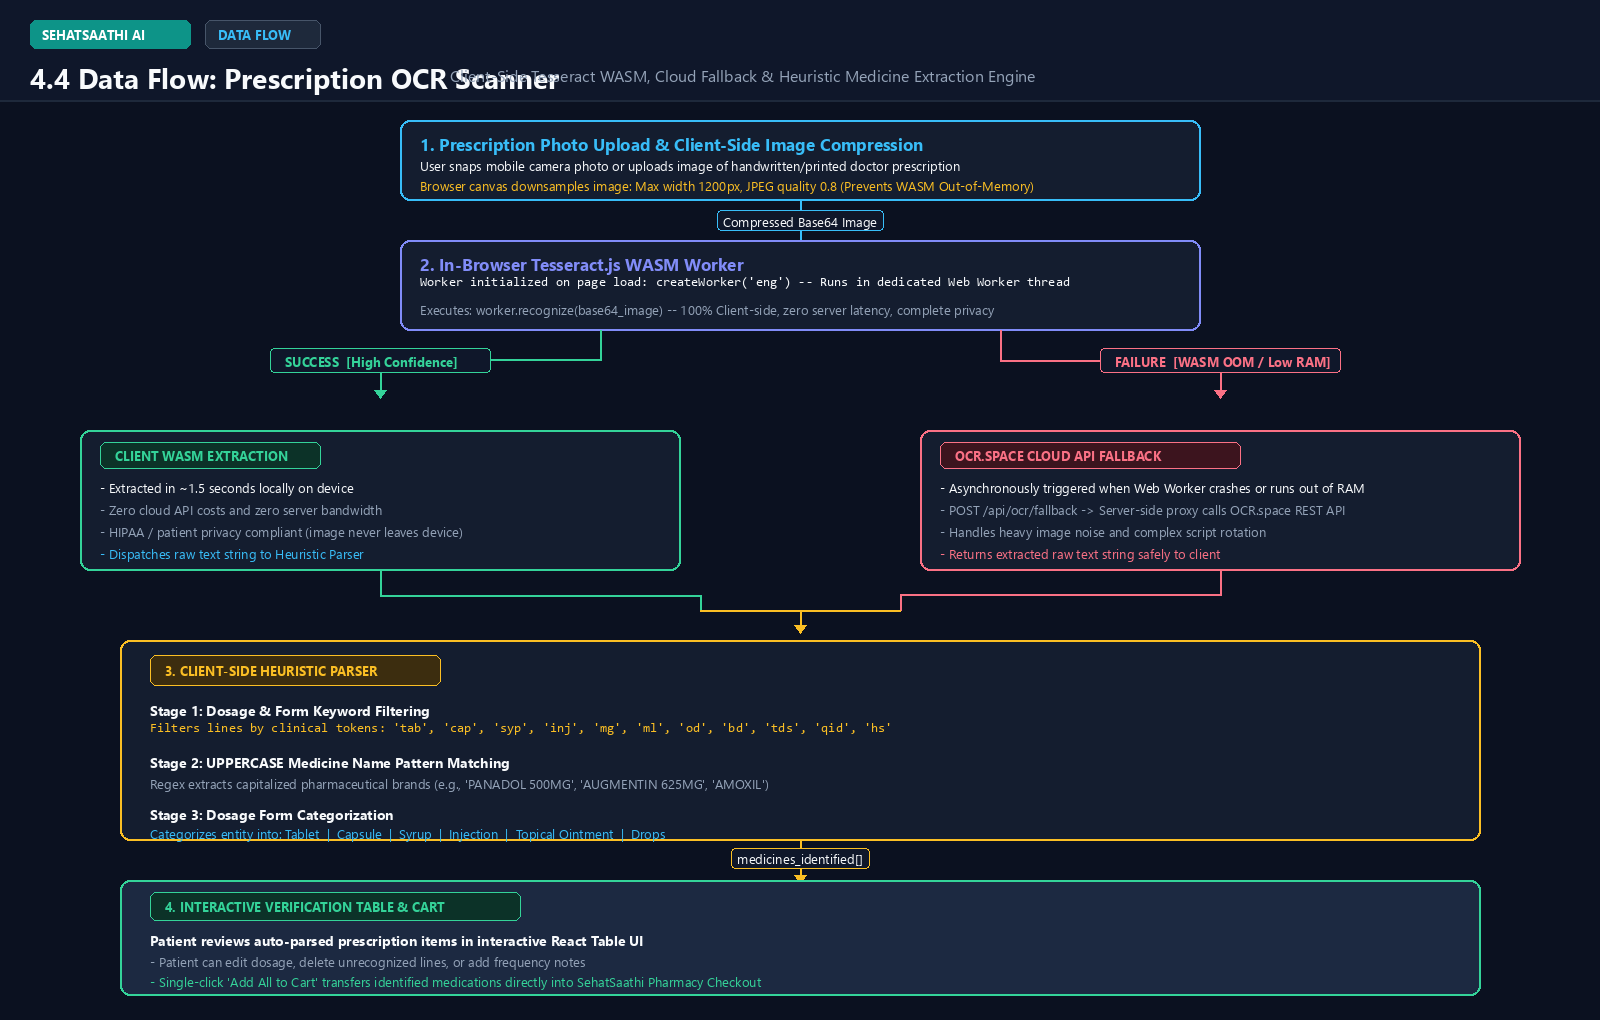 SEHATSAATHI AI
DATA FLOW
4.4 Data Flow: Prescription OCR Scanner
Client-Side Tesseract WASM, Cloud Fallback & Heuristic Medicine Extraction Engine
1. Prescription Photo Upload & Client-Side Image Compression
User snaps mobile camera photo or uploads image of handwritten/printed doctor prescription
Browser canvas downsamples image: Max width 1200px, JPEG quality 0.8 (Prevents WASM Out-of-Memory)
Compressed Base64 Image
2. In-Browser Tesseract.js WASM Worker
Worker initialized on page load: createWorker('eng') -- Runs in dedicated Web Worker thread
Executes: worker.recognize(base64_image) -- 100% Client-side, zero server latency, complete privacy
SUCCESS [High Confidence]
FAILURE [WASM OOM / Low RAM]
CLIENT WASM EXTRACTION
- Extracted in ~1.5 seconds locally on device
- Zero cloud API costs and zero server bandwidth
- HIPAA / patient privacy compliant (image never leaves device)
- Dispatches raw text string to Heuristic Parser
OCR.SPACE CLOUD API FALLBACK
- Asynchronously triggered when Web Worker crashes or runs out of RAM
- POST /api/ocr/fallback -> Server-side proxy calls OCR.space REST API
- Handles heavy image noise and complex script rotation
- Returns extracted raw text string safely to client
3. CLIENT-SIDE HEURISTIC PARSER
Stage 1: Dosage & Form Keyword Filtering
Filters lines by clinical tokens: 'tab', 'cap', 'syp', 'inj', 'mg', 'ml', 'od', 'bd', 'tds', 'qid', 'hs'
Stage 2: UPPERCASE Medicine Name Pattern Matching
Regex extracts capitalized pharmaceutical brands (e.g., 'PANADOL 500MG', 'AUGMENTIN 625MG', 'AMOXIL')
Stage 3: Dosage Form Categorization
Categorizes entity into: Tablet | Capsule | Syrup | Injection | Topical Ointment | Drops
medicines_identified[]
4. INTERACTIVE VERIFICATION TABLE & CART
Patient reviews auto-parsed prescription items in interactive React Table UI
- Patient can edit dosage, delete unrecognized lines, or add frequency notes
- Single-click 'Add All to Cart' transfers identified medications directly into SehatSaathi Pharmacy Checkout